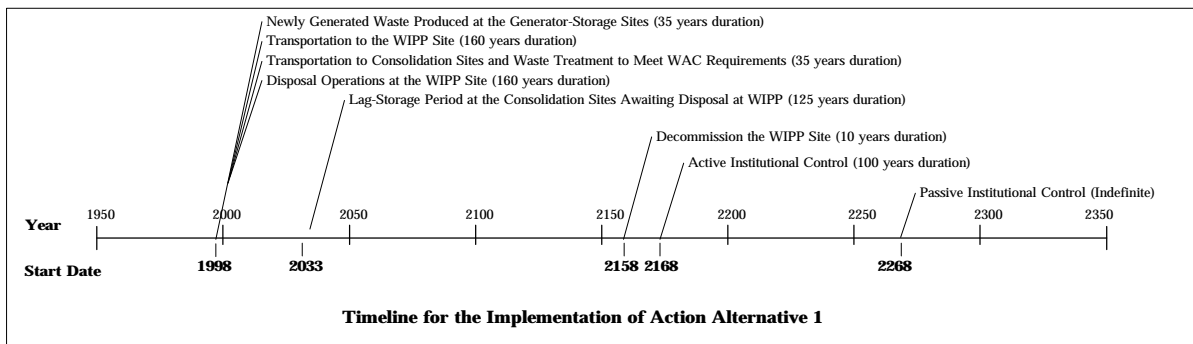 Newly Generated Waste Produced at the Generator-Storage Sites (35 years duration)
Transportation to the WIPP Site (160 years duration)
Transportation to Consolidation Sites and Waste Treatment to Meet WAC Requirements (35 years duration)
Disposal Operations at the WIPP Site (160 years duration)
Lag-Storage Period at the Consolidation Sites Awaiting Disposal at WIPP (125 years duration)
Decommission the WIPP Site (10 years duration)
Active Institutional Control (100 years duration)
Passive Institutional Control (Indefinite)
Year 1950 2000 2050 2100 2150 2200 2250 2300 2350
Start Date 1998 2033 2158 2168 2268
Timeline for the Implementation of Action Alternative 1